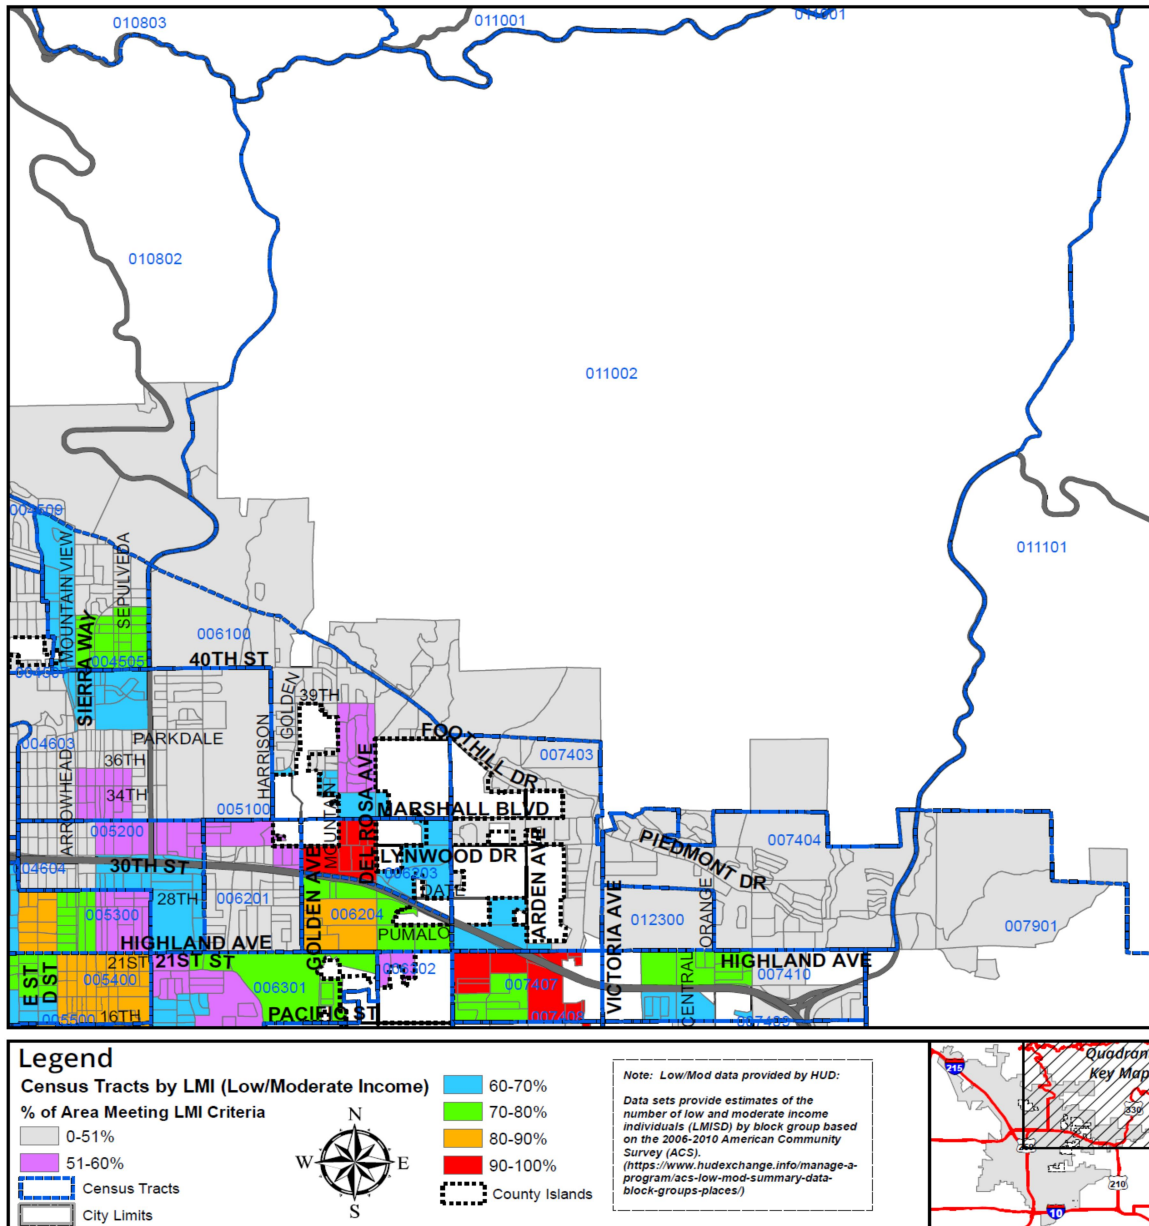 010803
011001
011001
010802
011002
011101
004509
MOUNTAIN VIEW
SEPULVEDA
SIERRA WAY
006100
004505
40TH ST
39TH
GOLDEN
HARRISON
FOOTHILL DR
007403
004603
PARKDALE
36TH
34TH
ARROWHEAD
005100
MOUNTAIN
DEL ROSA AVE
MARSHALL BLVD
005200
007404
PIEDMONT DR
LYNWOOD DR
ARDEN AVE
004604
30TH ST
006203
DATE
28TH
006201
GOLDEN AVE
006204
005300
PUMALO
VICTORIA AVE
012300
ORANGE
007901
HIGHLAND AVE
21ST
21ST ST
006202
HIGHLAND AVE
007410
E ST
D ST
005400
006301
007407
CENTRAL
16TH
005500
PACIFIC ST
007408
Legend
Census Tracts by LMI (Low/Moderate Income)
% of Area Meeting LMI Criteria
0-51%
51-60%
Census Tracts
City Limits
N
W E
S
60-70%
70-80%
80-90%
90-100%
County Islands
Note: Low/Mod data provided by HUD:
Data sets provide estimates of the
number of low and moderate income
individuals (LMISD) by block group based
on the 2006-2010 American Community
Survey (ACS).
(https://www.hudexchange.info/manage-a-
program/acs-low-mod-summary-data-
block-groups-places/)
Quadran
Key Map
215
330
210
10